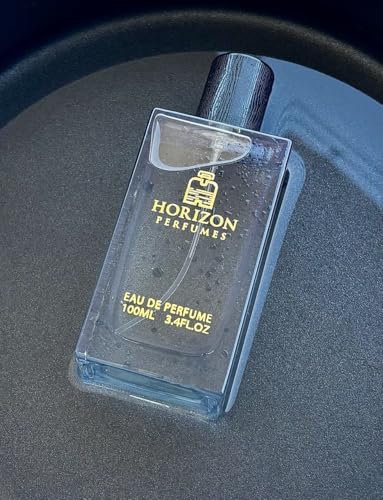 HORIZON
PERFUMES
EAU DE PERFUME
100ML 3.4FL.OZ